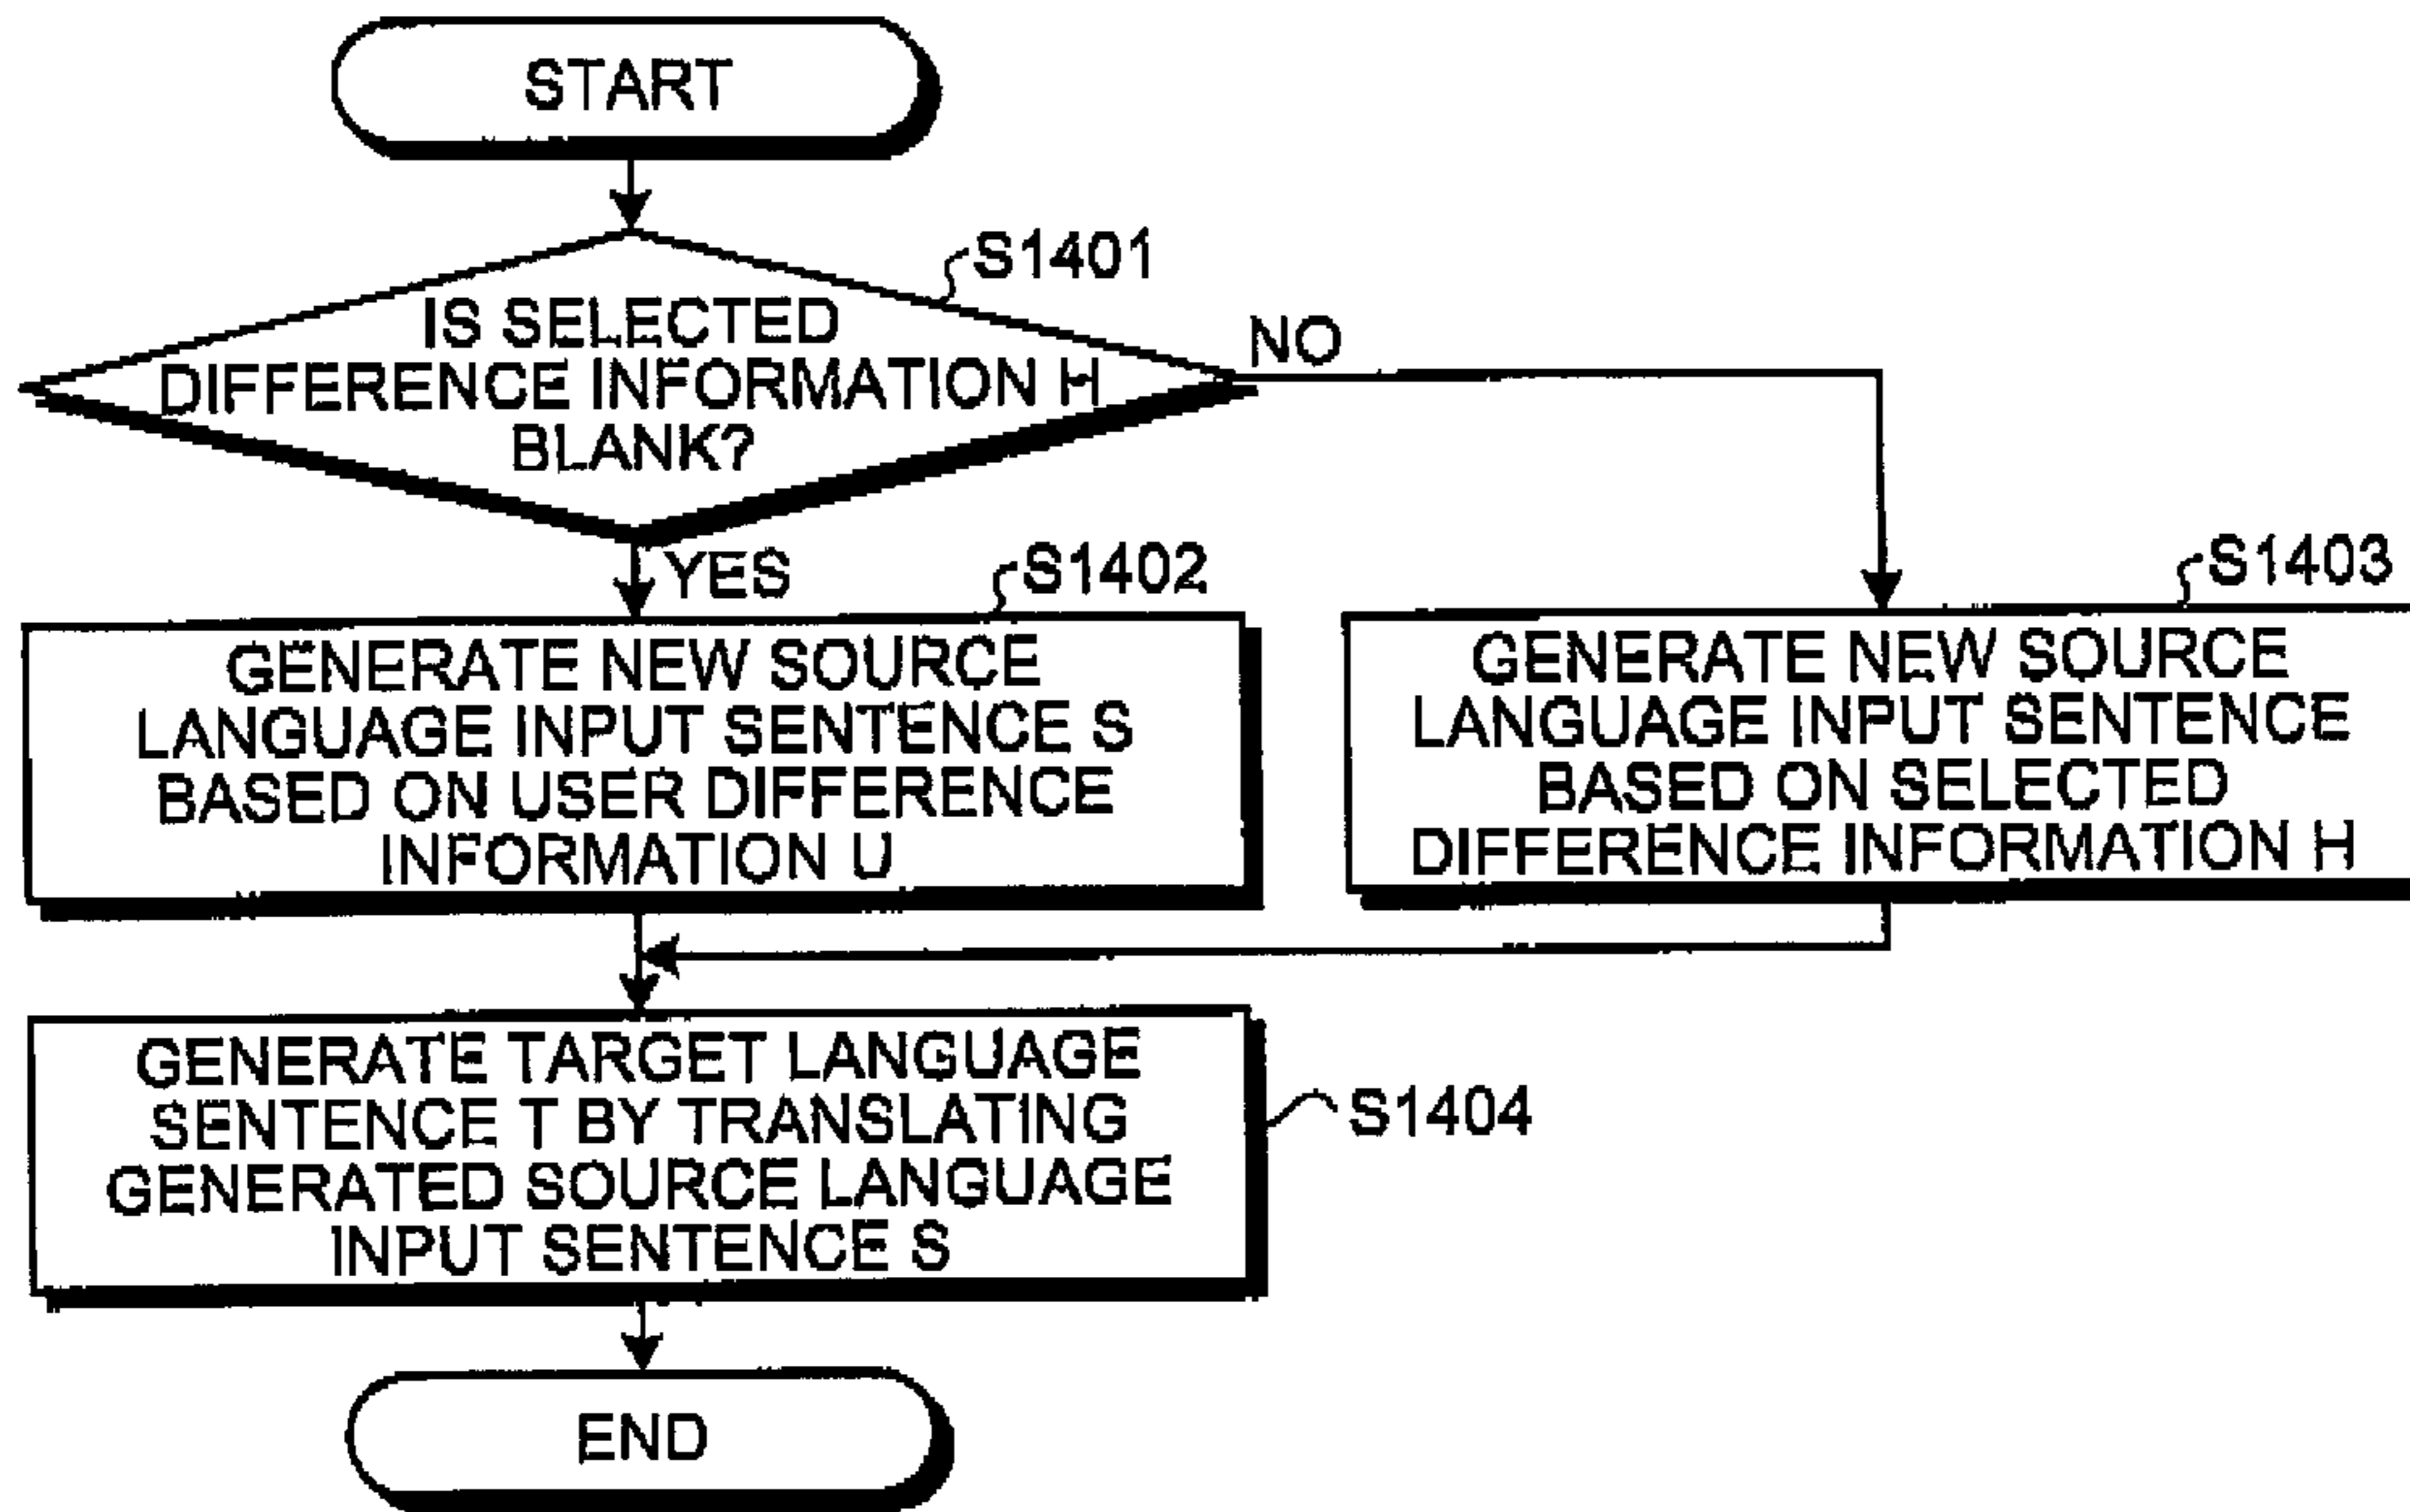 START
S1401
IS SELECTED
DIFFERENCE INFORMATION H
BLANK?
NO
YES
S1402
GENERATE NEW SOURCE
LANGUAGE INPUT SENTENCE S
BASED ON USER DIFFERENCE
INFORMATION U
S1403
GENERATE NEW SOURCE
LANGUAGE INPUT SENTENCE
BASED ON SELECTED
DIFFERENCE INFORMATION H
GENERATE TARGET LANGUAGE
SENTENCE T BY TRANSLATING
GENERATED SOURCE LANGUAGE
INPUT SENTENCE S
S1404
END